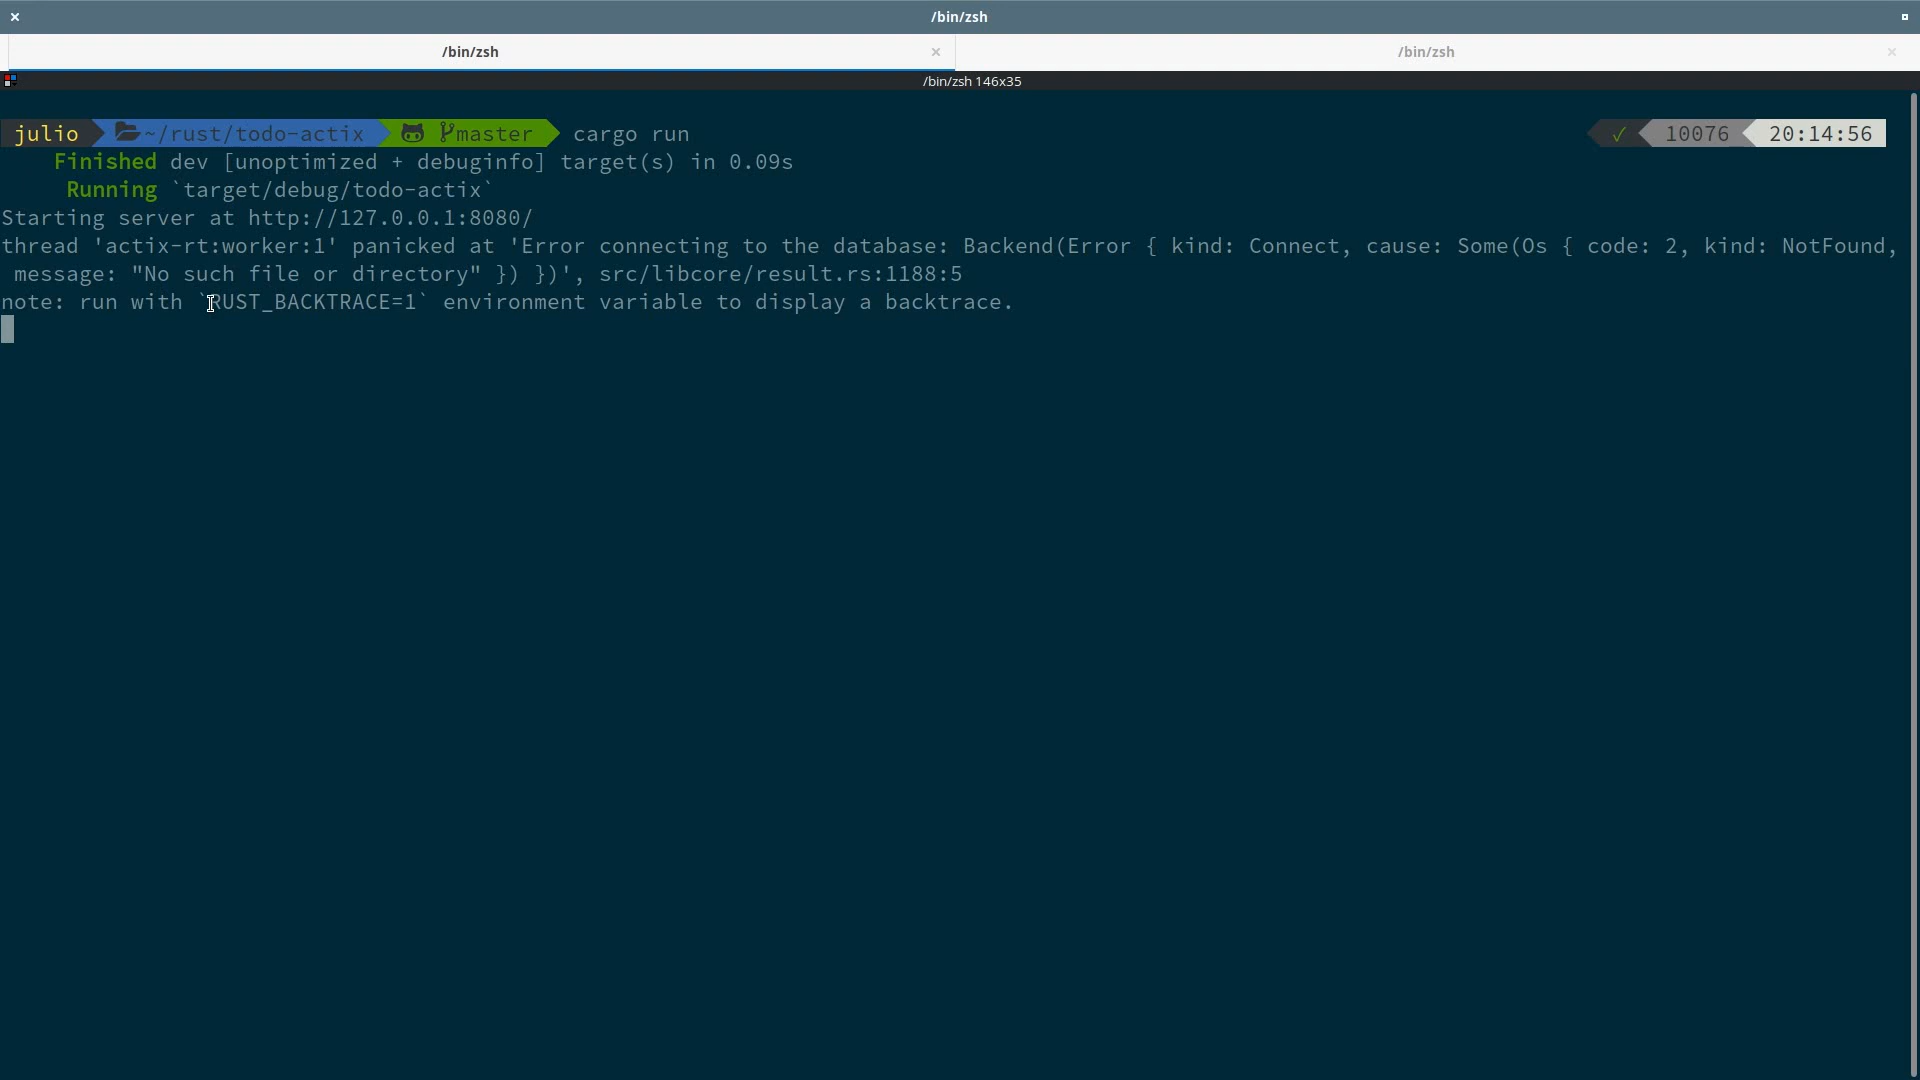 /bin/zsh
/bin/zsh
/bin/zsh
/bin/zsh 146x35
julio ~/rust/todo-actix master cargo run ✓ 10076 20:14:56
Finished dev [unoptimized + debuginfo] target(s) in 0.09s
Running `target/debug/todo-actix`
Starting server at http://127.0.0.1:8080/
thread 'actix-rt:worker:1' panicked at 'Error connecting to the database: Backend(Error { kind: Connect, cause: Some(Os { code: 2, kind: NotFound,
message: "No such file or directory" }) })', src/libcore/result.rs:1188:5
note: run with `RUST_BACKTRACE=1` environment variable to display a backtrace.